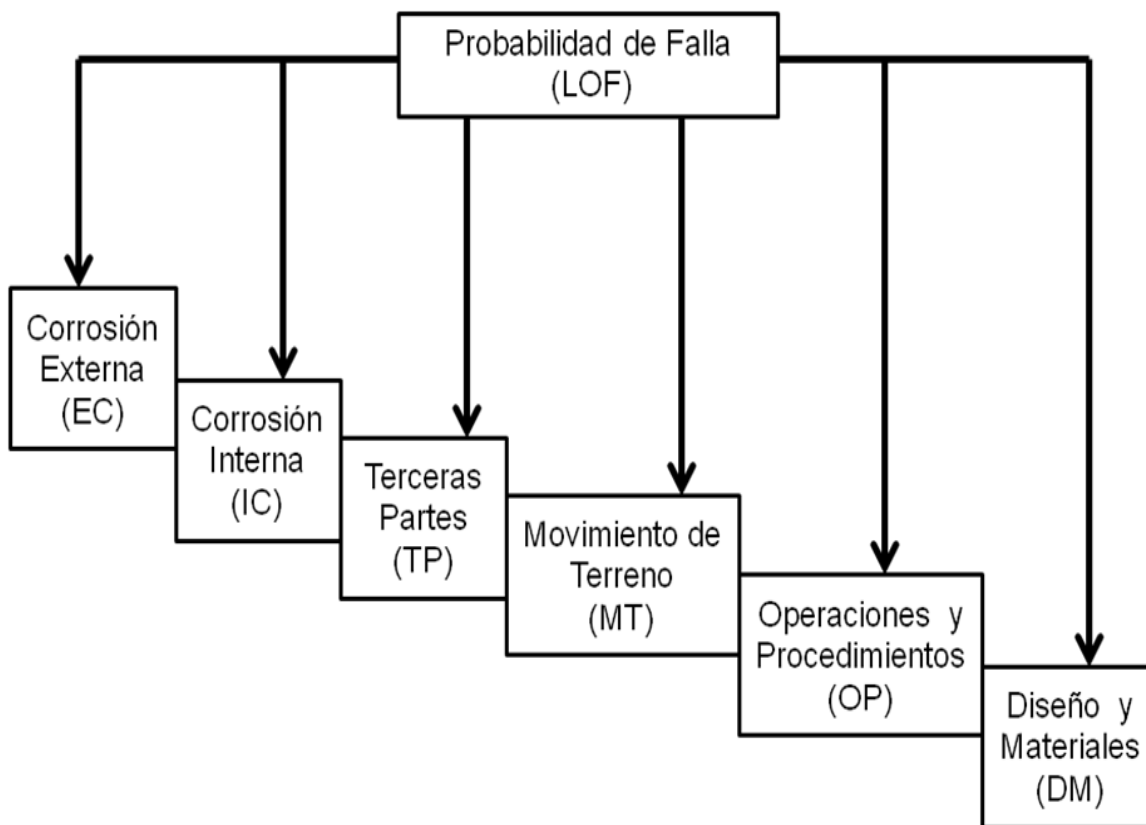 Probabilidad de Falla
(LOF)
Corrosión
Externa
(EC)
Corrosión
Interna
(IC)
Terceras
Partes
(TP)
Movimiento de
Terreno
(MT)
Operaciones y
Procedimientos
(OP)
Diseño y
Materiales
(DM)